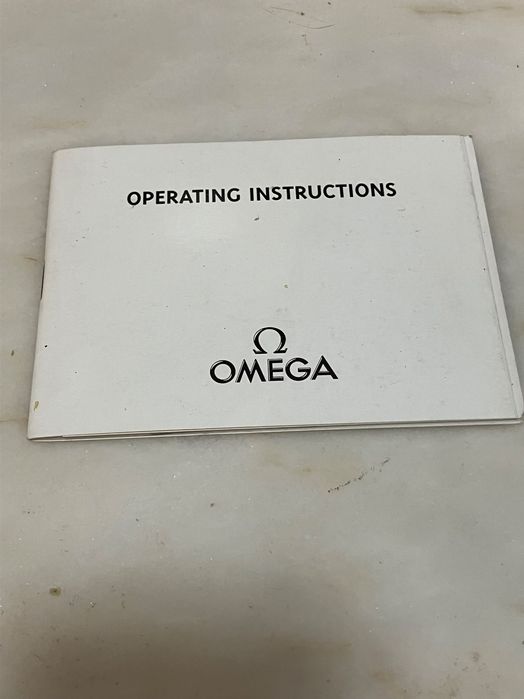 OPERATING INSTRUCTIONS
Ω
OMEGA